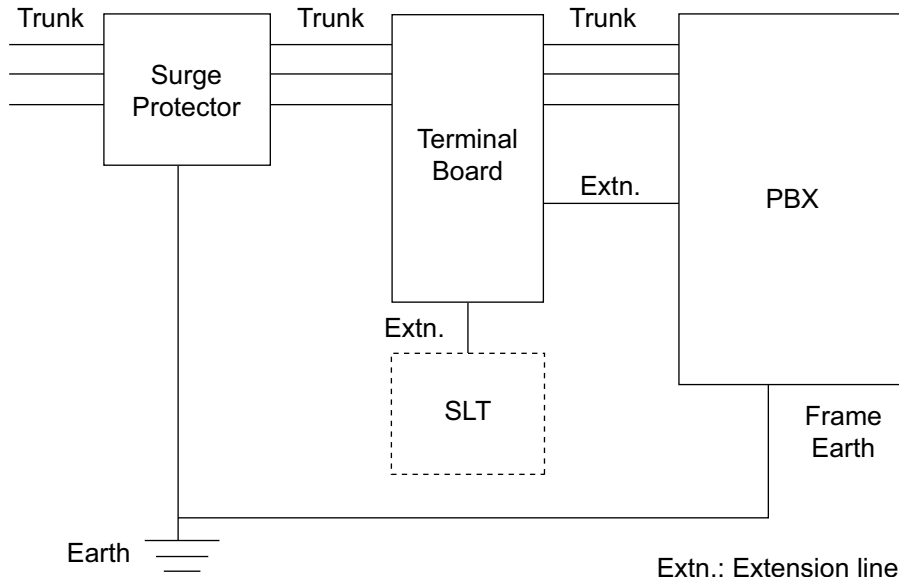 Trunk
Trunk
Trunk
Surge
Protector
Terminal
Board
Extn.
PBX
Extn.
SLT
Frame
Earth
Earth
Extn.: Extension line